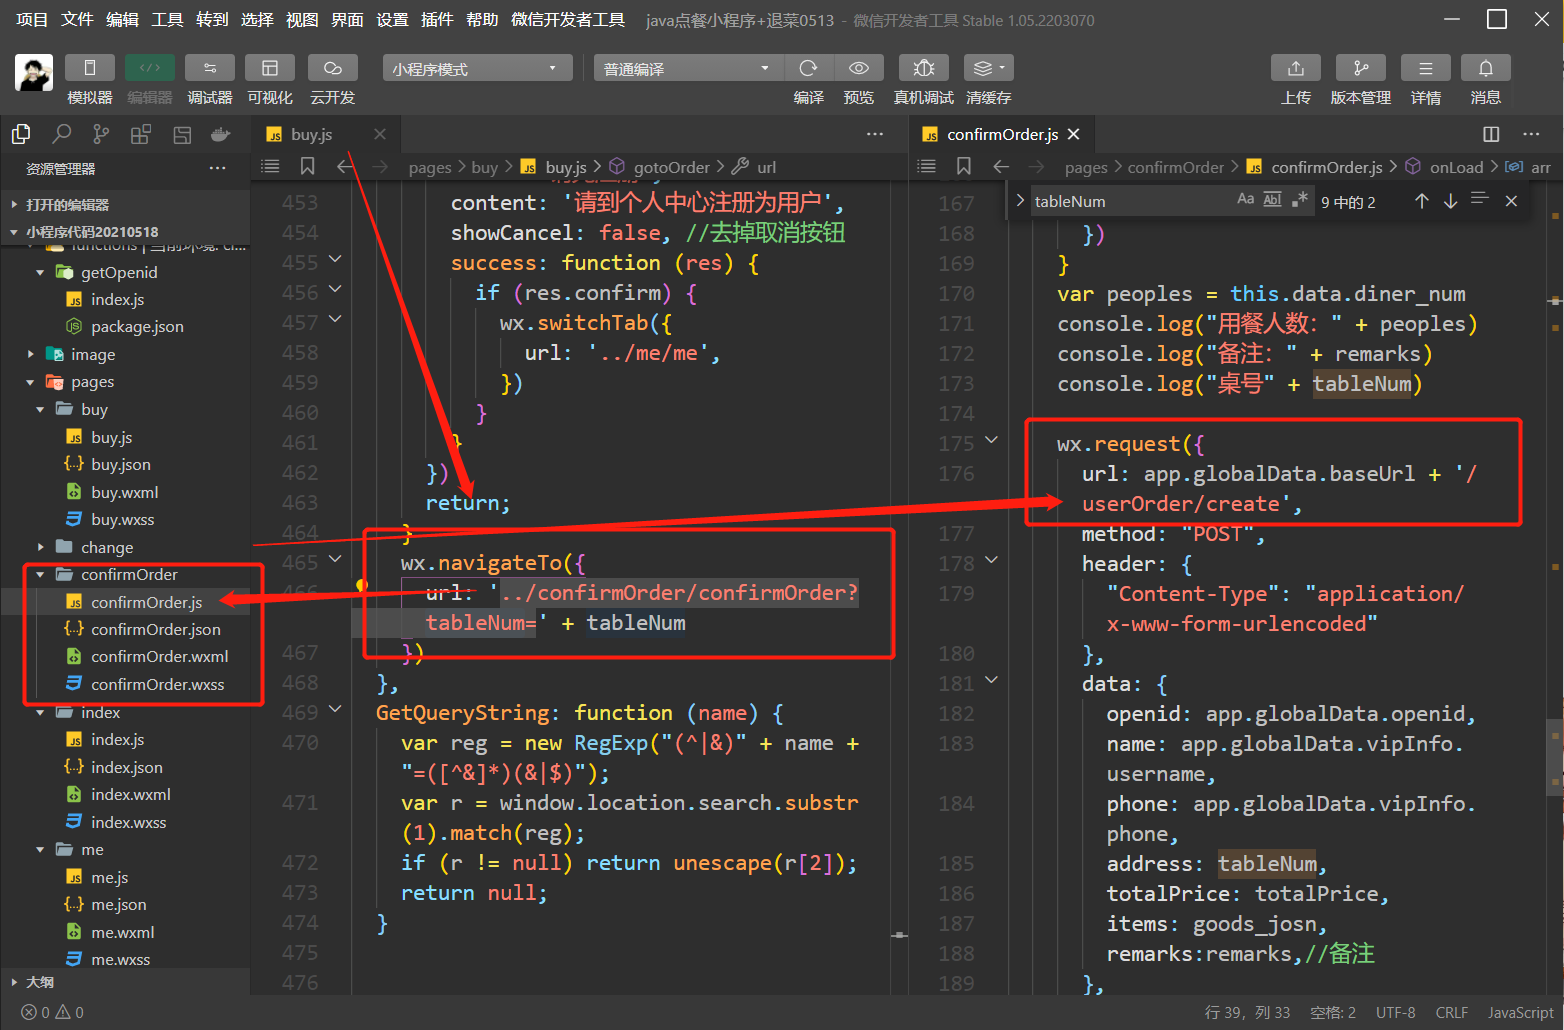 项目 文件 编辑 工具 转到 选择 视图 界面 设置 插件 帮助 微信开发者工具 java点餐小程序+退菜0513 - 微信开发者工具 Stable 1.05.2203070
小程序模式 普通编译
模拟器 编辑器 调试器 可视化 云开发 编译 预览 真机调试 清缓存 上传 版本管理 详情 消息
资源管理器
打开的编辑器
小程序代码20210518
getOpenid
index.js
package.json
image
pages
buy
buy.js
buy.json
buy.wxml
buy.wxss
change
confirmOrder
confirmOrder.js
confirmOrder.json
confirmOrder.wxml
confirmOrder.wxss
index
index.js
index.json
index.wxml
index.wxss
me
me.js
me.json
me.wxml
me.wxss
大纲
buy.js
pages > buy > buy.js > gotoOrder > url
453 content: '请到个人中心注册为用户',
454 showCancel: false, //去掉取消按钮
455 success: function (res) {
456 if (res.confirm) {
457 wx.switchTab({
458 url: '../me/me',
459 })
460 }
461 }
462 })
463 return;
464 }
465 wx.navigateTo({
466 url: '../confirmOrder/confirmOrder?
tableNum=' + tableNum
467 })
468 },
469 GetQueryString: function (name) {
470 var reg = new RegExp("(^|&)" + name +
"=([^&]*)(&|$)");
471 var r = window.location.search.substr
(1).match(reg);
472 if (r != null) return unescape(r[2]);
473 return null;
474 }
475
476
confirmOrder.js
pages > confirmOrder > confirmOrder.js > onLoad > arr
tableNum Aa Abl 9 中的 2
167
168 })
169 }
170 var peoples = this.data.diner_num
171 console.log("用餐人数：" + peoples)
172 console.log("备注：" + remarks)
173 console.log("桌号" + tableNum)
174
175 wx.request({
176 url: app.globalData.baseUrl + '/
userOrder/create',
177 method: "POST",
178 header: {
179 "Content-Type": "application/
x-www-form-urlencoded"
180 },
181 data: {
182 openid: app.globalData.openid,
183 name: app.globalData.vipInfo.
username,
184 phone: app.globalData.vipInfo.
phone,
185 address: tableNum,
186 totalPrice: totalPrice,
187 items: goods_josn,
188 remarks:remarks,//备注
189 },
0 0
行 39，列 33 空格: 2 UTF-8 CRLF JavaScript